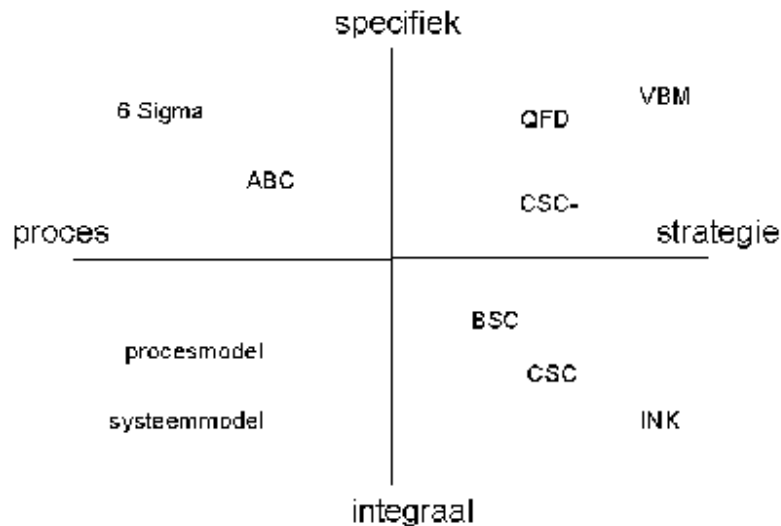 specifiek
VBM
6 Sigma
QFD
ABC
CSC-
proces
strategie
BSC
procesmodel
CSC
systeemmodel
INK
integraal